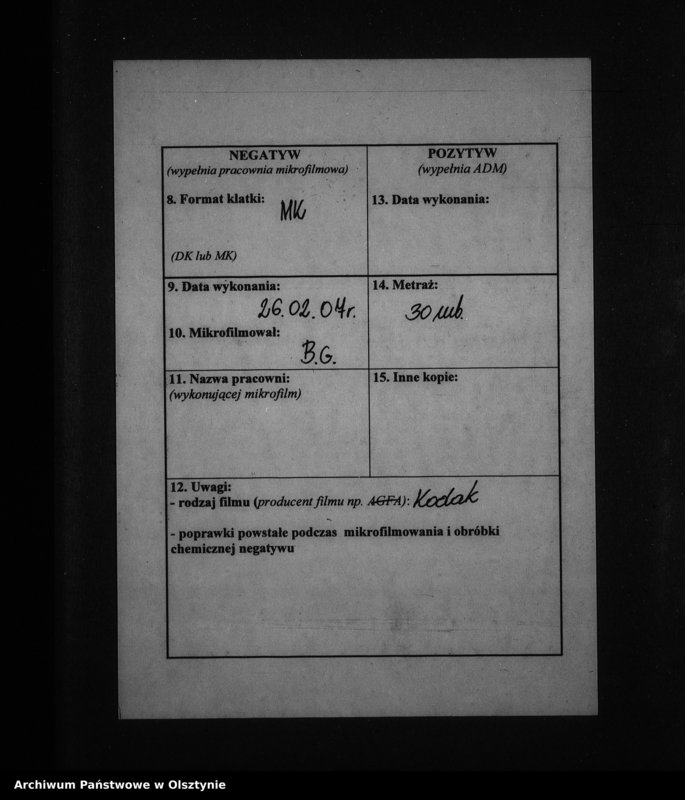 NEGATYW
(wypełnia pracownia mikrofilmowa)
8. Format klatki: MK
(DK lub MK)
POZYTYW
(wypełnia ADM)
13. Data wykonania:
9. Data wykonania:
26.02.04r.
10. Mikrofilmował:
B.G.
14. Metraż:
30 mb.
11. Nazwa pracowni:
(wykonującej mikrofilm)
15. Inne kopie:
12. Uwagi:
- rodzaj filmu (producent filmu np. AGFA): Kodak
- poprawki powstałe podczas mikrofilmowania i obróbki
chemicznej negatywu
Archiwum Państwowe w Olsztynie